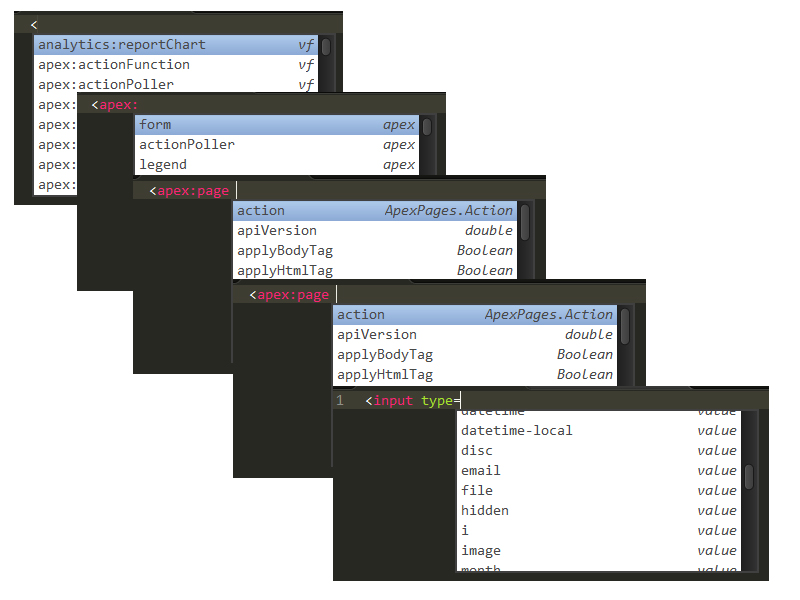 <
analytics:reportChart vf
apex:actionFunction vf
apex:actionPoller vf
apex:
apex:
apex:
apex:
apex:
<apex:
form apex
actionPoller apex
legend apex
<apex:page
action ApexPages.Action
apiVersion double
applyBodyTag Boolean
applyHtmlTag Boolean
<apex:page
action ApexPages.Action
apiVersion double
applyBodyTag Boolean
applyHtmlTag Boolean
1 <input type=
datetime value
datetime-local value
disc value
email value
file value
hidden value
i value
image value
month value